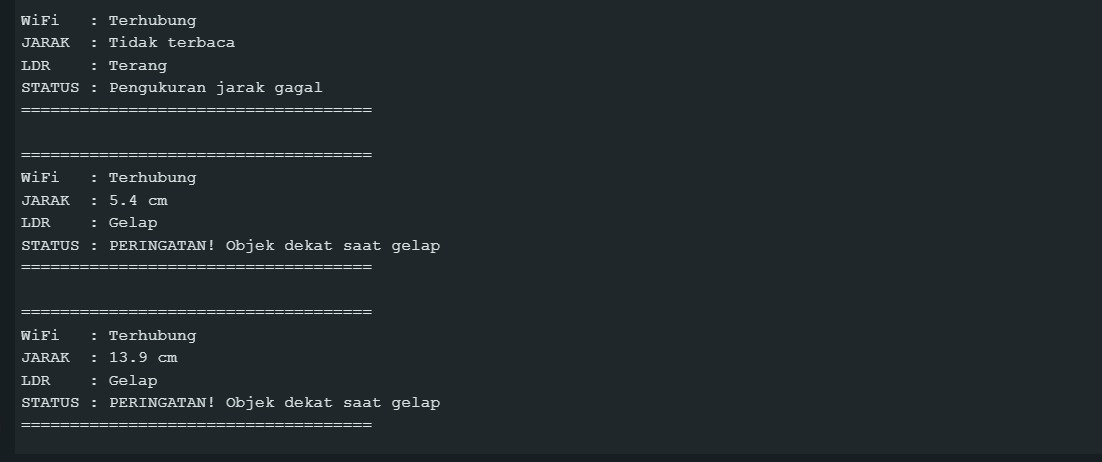 WiFi   : Terhubung
JARAK  : Tidak terbaca
LDR    : Terang
STATUS : Pengukuran jarak gagal
====================================
====================================
WiFi   : Terhubung
JARAK  : 5.4 cm
LDR    : Gelap
STATUS : PERINGATAN! Objek dekat saat gelap
====================================
====================================
WiFi   : Terhubung
JARAK  : 13.9 cm
LDR    : Gelap
STATUS : PERINGATAN! Objek dekat saat gelap
====================================